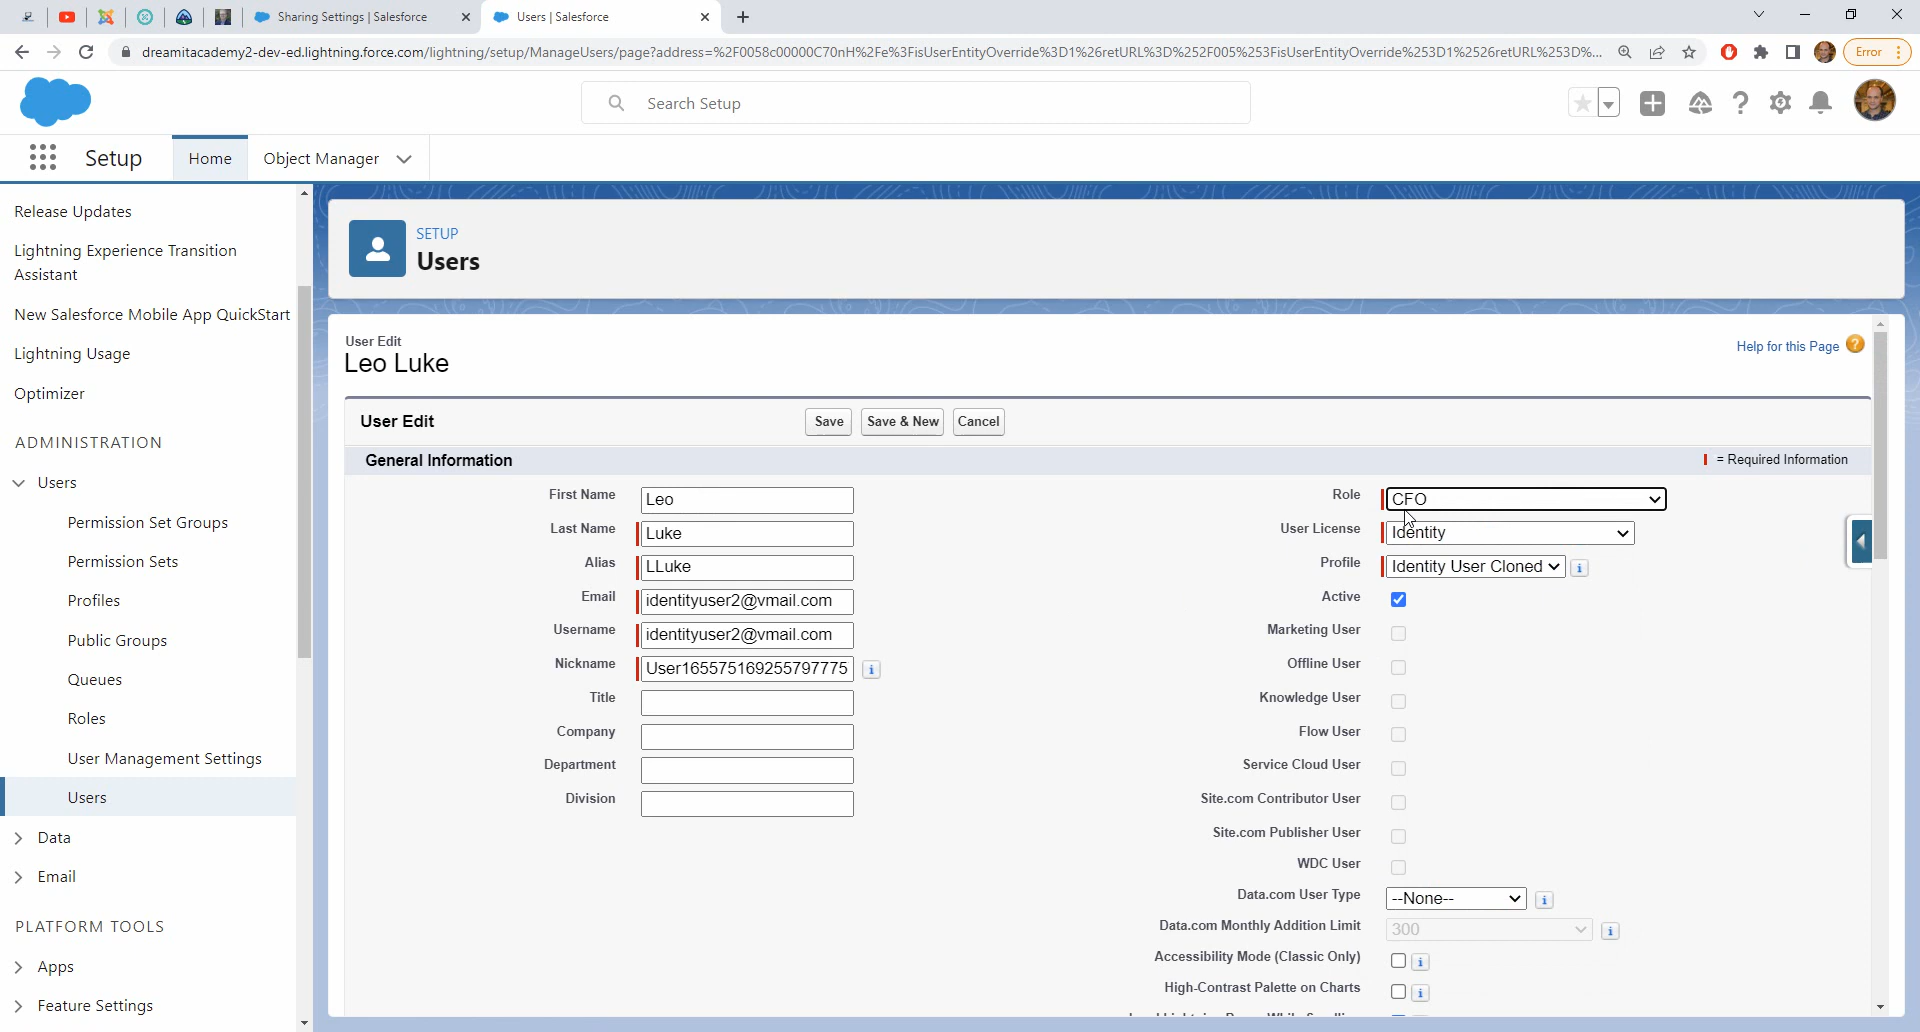 Sharing Settings | Salesforce
Users | Salesforce
dreamitacademy2-dev-ed.lightning.force.com/lightning/setup/ManageUsers/page?address=%2F0058c00000C70nH%2Fe%3FisUserEntityOverride%3D1%26retURL%3D%252F005%253FisUserEntityOverride%253D1%2526retURL%253D%...
Error
Search Setup
Setup
Home
Object Manager
Release Updates
Lightning Experience Transition
Assistant
New Salesforce Mobile App QuickStart
Lightning Usage
Optimizer
ADMINISTRATION
Users
Permission Set Groups
Permission Sets
Profiles
Public Groups
Queues
Roles
User Management Settings
Users
Data
Email
PLATFORM TOOLS
Apps
Feature Settings
SETUP
Users
User Edit
Leo Luke
Help for this Page
User Edit
Save
Save & New
Cancel
General Information
= Required Information
First Name
Leo
Last Name
Luke
Alias
LLuke
Email
identityuser2@vmail.com
Username
identityuser2@vmail.com
Nickname
User165575169255797775
Title
Company
Department
Division
Role
CFO
User License
Identity
Profile
Identity User Cloned
Active
Marketing User
Offline User
Knowledge User
Flow User
Service Cloud User
Site.com Contributor User
Site.com Publisher User
WDC User
Data.com User Type
--None--
Data.com Monthly Addition Limit
300
Accessibility Mode (Classic Only)
High-Contrast Palette on Charts